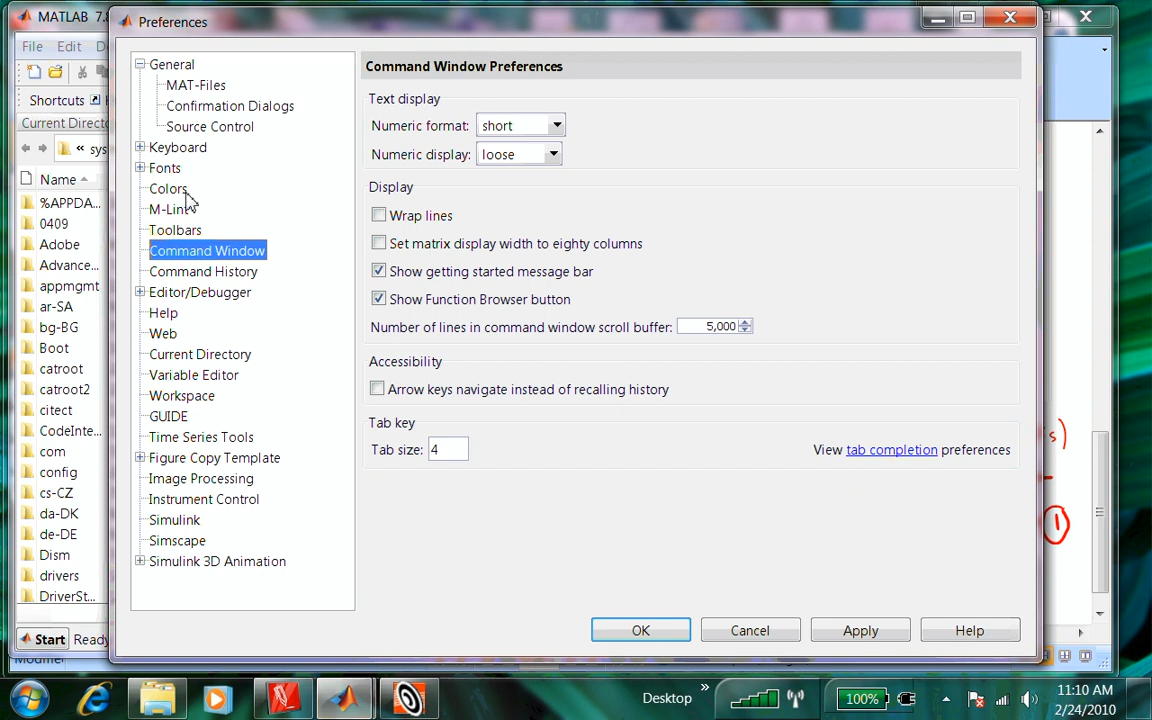 MATLAB 7.8
Preferences
File Edit D
Shortcuts
Current Directo
« sys
Name
%APPDA...
0409
Adobe
Advance...
appmgmt
ar-SA
bg-BG
Boot
catroot
catroot2
citect
CodeInte...
com
config
cs-CZ
da-DK
de-DE
Dism
drivers
DriverSt...
Start Ready
General
MAT-Files
Confirmation Dialogs
Source Control
Keyboard
Fonts
Colors
M-Lint
Toolbars
Command Window
Command History
Editor/Debugger
Help
Web
Current Directory
Variable Editor
Workspace
GUIDE
Time Series Tools
Figure Copy Template
Image Processing
Instrument Control
Simulink
Simscape
Simulink 3D Animation
Command Window Preferences
Text display
Numeric format: short
Numeric display: loose
Display
Wrap lines
Set matrix display width to eighty columns
Show getting started message bar
Show Function Browser button
Number of lines in command window scroll buffer: 5,000
Accessibility
Arrow keys navigate instead of recalling history
Tab key
Tab size: 4
View tab completion preferences
OK Cancel Apply Help
s)
1
Desktop »
100%
11:10 AM
2/24/2010